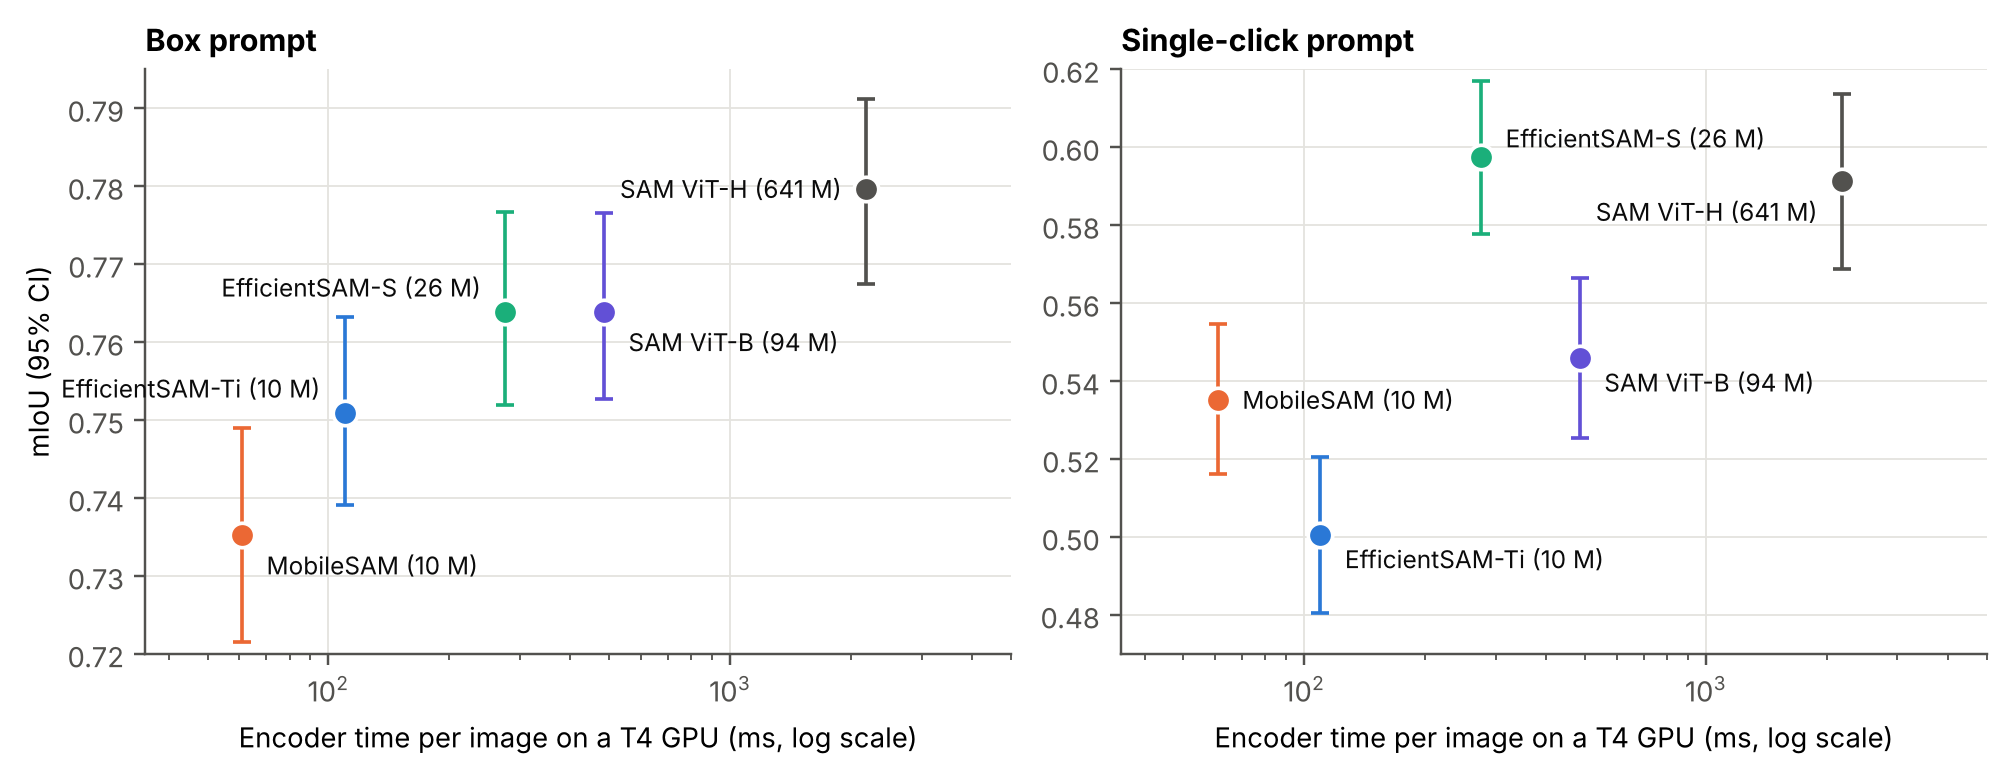 Box prompt
mIoU (95% CI)
0.79
0.78
0.77
0.76
0.75
0.74
0.73
0.72
SAM ViT-H (641 M)
EfficientSAM-S (26 M)
SAM ViT-B (94 M)
EfficientSAM-Ti (10 M)
MobileSAM (10 M)
10²
10³
Encoder time per image on a T4 GPU (ms, log scale)
Single-click prompt
0.62
0.60
0.58
0.56
0.54
0.52
0.50
0.48
EfficientSAM-S (26 M)
SAM ViT-H (641 M)
SAM ViT-B (94 M)
MobileSAM (10 M)
EfficientSAM-Ti (10 M)
10²
10³
Encoder time per image on a T4 GPU (ms, log scale)